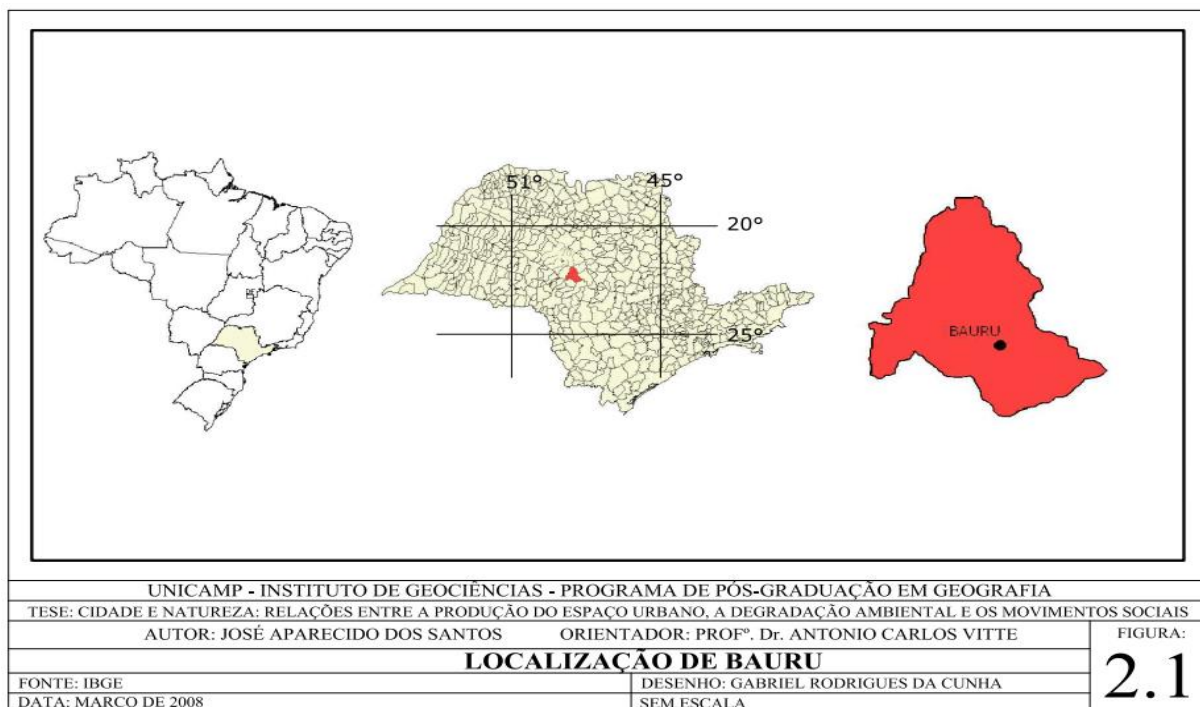 51°
45°
20°
25°
DF
BAURU
UNICAMP - INSTITUTO DE GEOCIÊNCIAS - PROGRAMA DE PÓS-GRADUAÇÃO EM GEOGRAFIA
TESE: CIDADE E NATUREZA: RELAÇÕES ENTRE A PRODUÇÃO DO ESPAÇO URBANO, A DEGRADAÇÃO AMBIENTAL E OS MOVIMENTOS SOCIAIS
AUTOR: JOSÉ APARECIDO DOS SANTOS ORIENTADOR: PROFº. Dr. ANTONIO CARLOS VITTE
FIGURA:
2.1
LOCALIZAÇÃO DE BAURU
FONTE: IBGE
DESENHO: GABRIEL RODRIGUES DA CUNHA
DATA: MARÇO DE 2008
SEM ESCALA